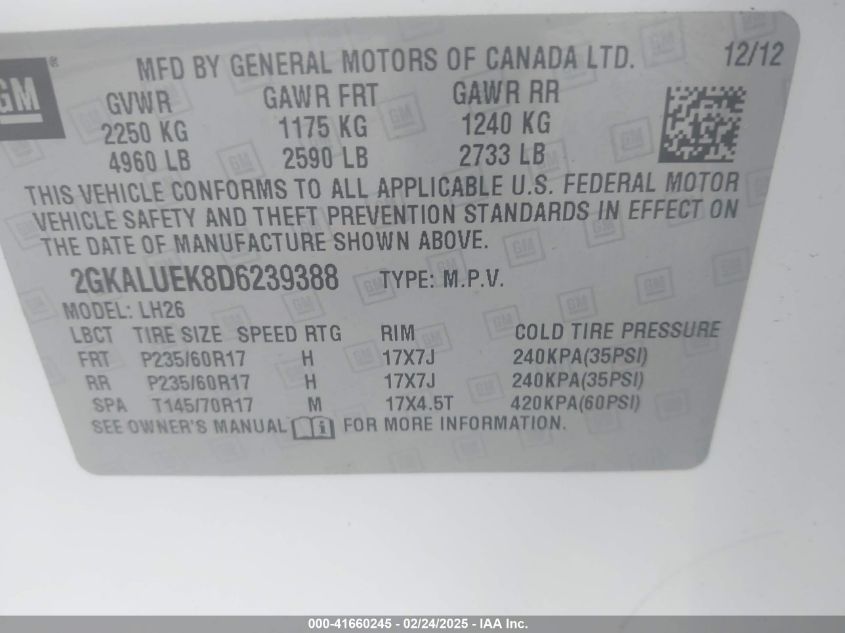 GM®
MFD BY GENERAL MOTORS OF CANADA LTD. 12/12
GVWR GAWR FRT GAWR RR
2250 KG 1175 KG 1240 KG
4960 LB 2590 LB 2733 LB
THIS VEHICLE CONFORMS TO ALL APPLICABLE U.S. FEDERAL MOTOR
VEHICLE SAFETY AND THEFT PREVENTION STANDARDS IN EFFECT ON
THE DATE OF MANUFACTURE SHOWN ABOVE.
2GKALUEK8D6239388 TYPE: M.P.V.
MODEL: LH26
LBCT TIRE SIZE SPEED RTG RIM COLD TIRE PRESSURE
FRT P235/60R17 H 17X7J 240KPA(35PSI)
RR P235/60R17 H 17X7J 240KPA(35PSI)
SPA T145/70R17 M 17X4.5T 420KPA(60PSI)
SEE OWNER'S MANUAL FOR MORE INFORMATION.
000-41660245 - 02/24/2025 - IAA Inc.